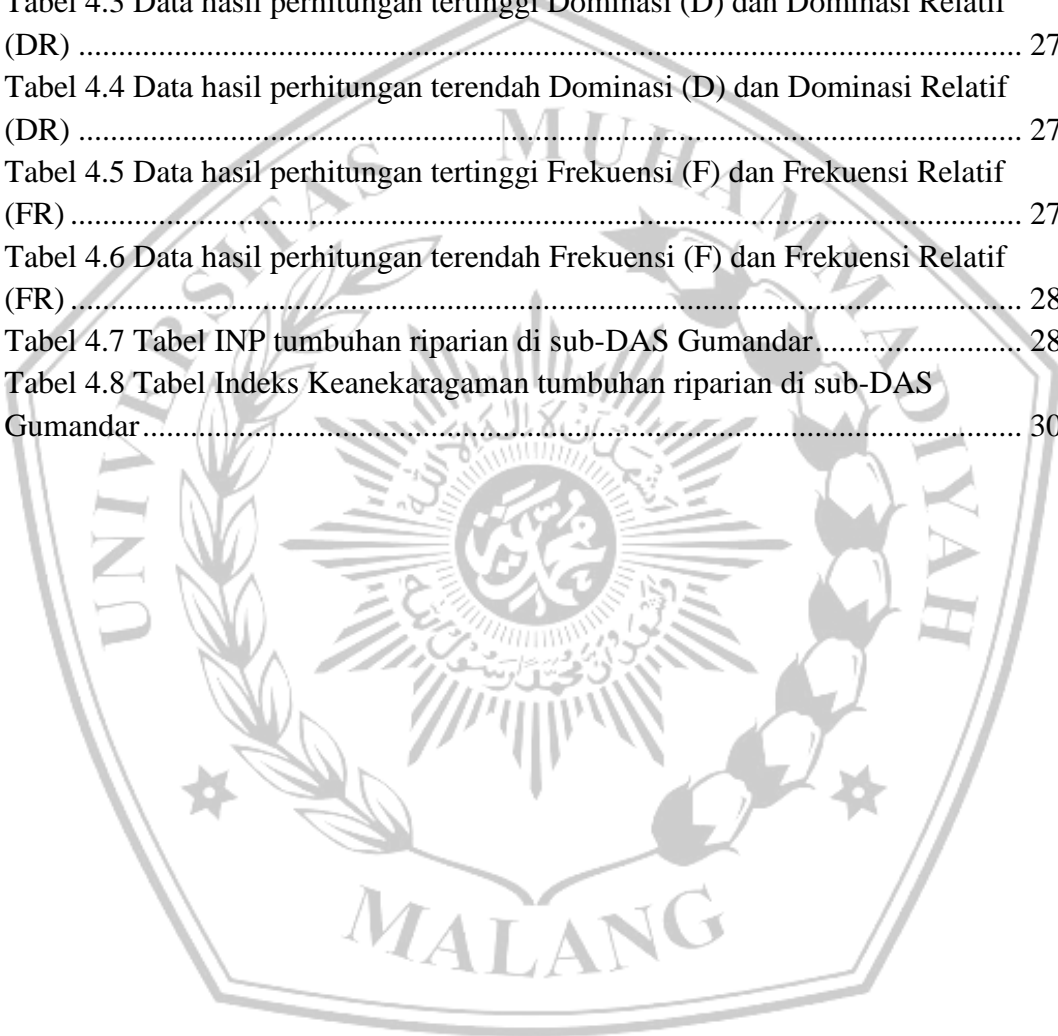 Tabel 4.3 Data hasil perhitungan tertinggi Dominasi (D) dan Dominasi Relatif
(DR) ........................................................................................................................ 27
Tabel 4.4 Data hasil perhitungan terendah Dominasi (D) dan Dominasi Relatif
(DR) ........................................................................................................................ 27
Tabel 4.5 Data hasil perhitungan tertinggi Frekuensi (F) dan Frekuensi Relatif
(FR) ......................................................................................................................... 27
Tabel 4.6 Data hasil perhitungan terendah Frekuensi (F) dan Frekuensi Relatif
(FR) ......................................................................................................................... 28
Tabel 4.7 Tabel INP tumbuhan riparian di sub-DAS Gumandar.......................... 28
Tabel 4.8 Tabel Indeks Keanekaragaman tumbuhan riparian di sub-DAS
Gumandar................................................................................................................ 30
UNIVERSITAS MUHAMMADIYAH
MALANG